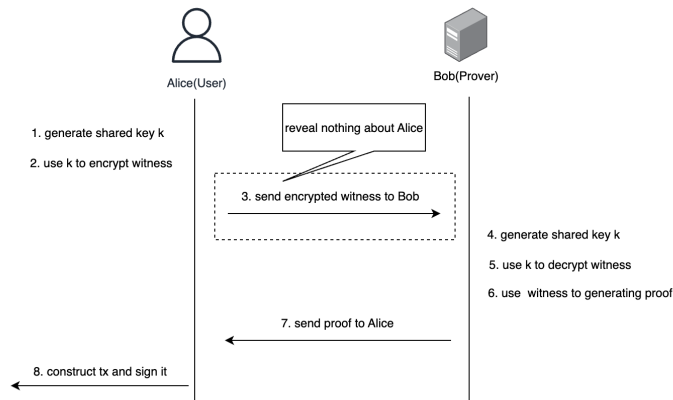 Alice(User)
Bob(Prover)
reveal nothing about Alice
1. generate shared key k
2. use k to encrypt witness
3. send encrypted witness to Bob
4. generate shared key k
5. use k to decrypt witness
6. use witness to generating proof
7. send proof to Alice
8. construct tx and sign it